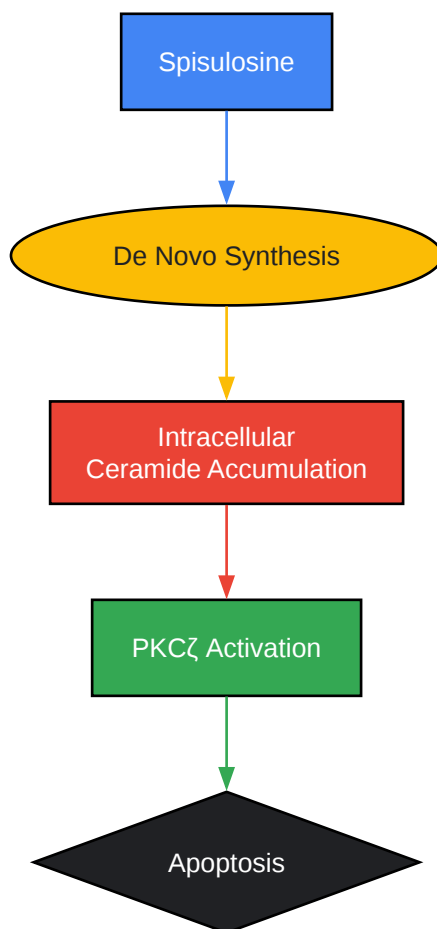 Spisulosine
De Novo Synthesis
Intracellular
Ceramide Accumulation
PKCζ Activation
Apoptosis